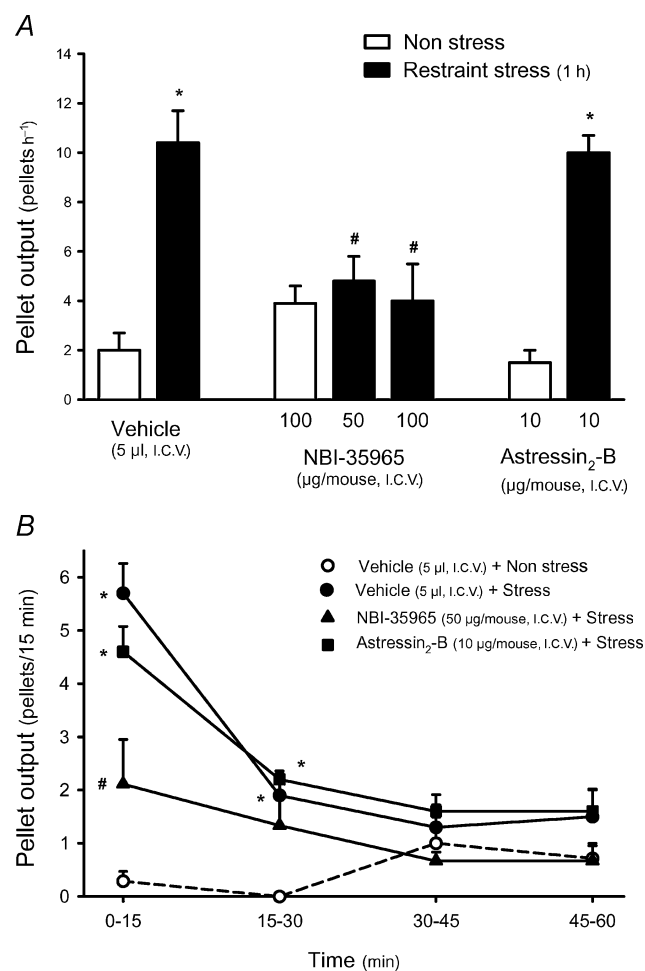 A
Non stress
Restraint stress (1 h)
Pellet output (pellets h⁻¹)
14
12
10
8
6
4
2
0
*
#
#
*
100
50
100
10
10
Vehicle
(5 µl, I.C.V.)
NBI-35965
(µg/mouse, I.C.V.)
Astressin₂-B
(µg/mouse, I.C.V.)
B
Vehicle (5 µl, I.C.V.) + Non stress
Vehicle (5 µl, I.C.V.) + Stress
NBI-35965 (50 µg/mouse, I.C.V.) + Stress
Astressin₂-B (10 µg/mouse, I.C.V.) + Stress
Pellet output (pellets/15 min)
6
5
4
3
2
1
0
*
*
#
*
*
0-15
15-30
30-45
45-60
Time (min)